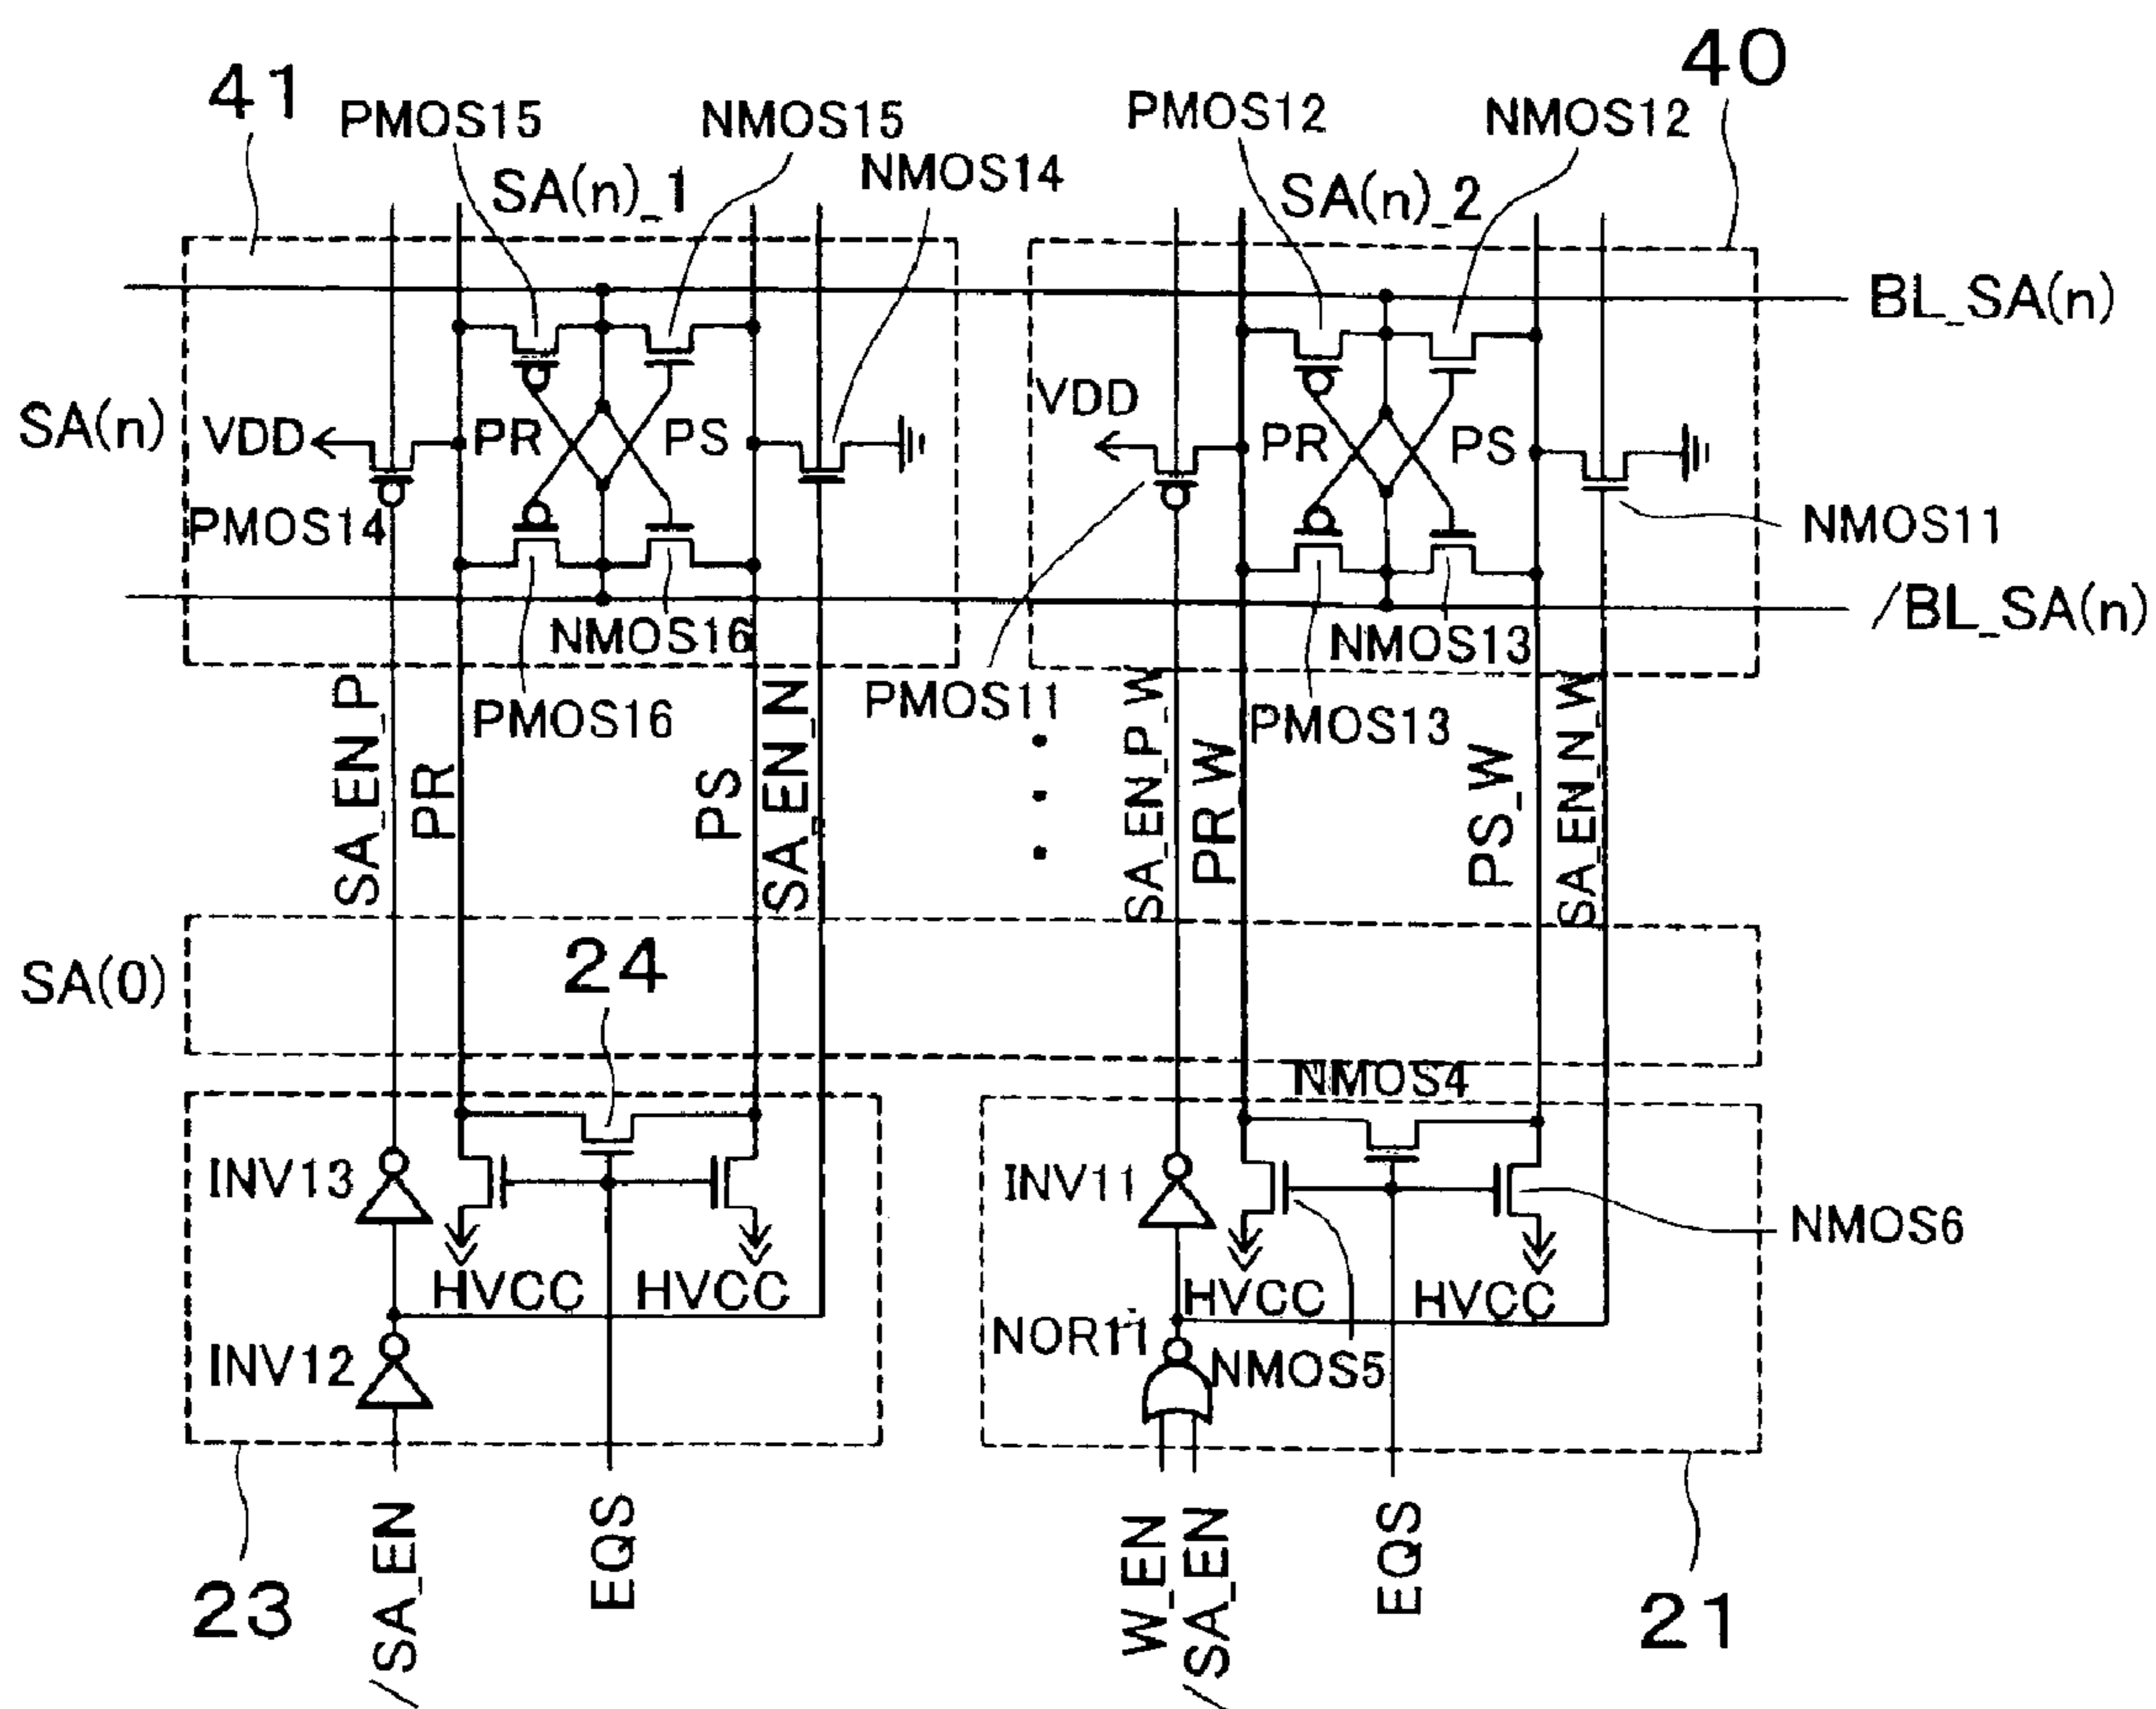 41
40
PMOS15
NMOS15
PMOS12
NMOS12
NMOS14
SA(n)_1
SA(n)_2
BL_SA(n)
SA(n)
VDD
PR
PS
VDD
PR
PS
PMOS14
NMOS11
/BL_SA(n)
NMOS16
NMOS13
PMOS16
PMOS11
PMOS13
SA_EN_P
PR
PS
SA_EN_N
SA_EN_P_W
PR_W
PS_W
SA_EN_N_W
SA(0)
24
NMOS4
INV13
INV11
NMOS6
HVCC
HVCC
HVCC
HVCC
NOR11
INV12
NMOS5
/SA_EN
EQS
W_EN
/SA_EN
EQS
23
21